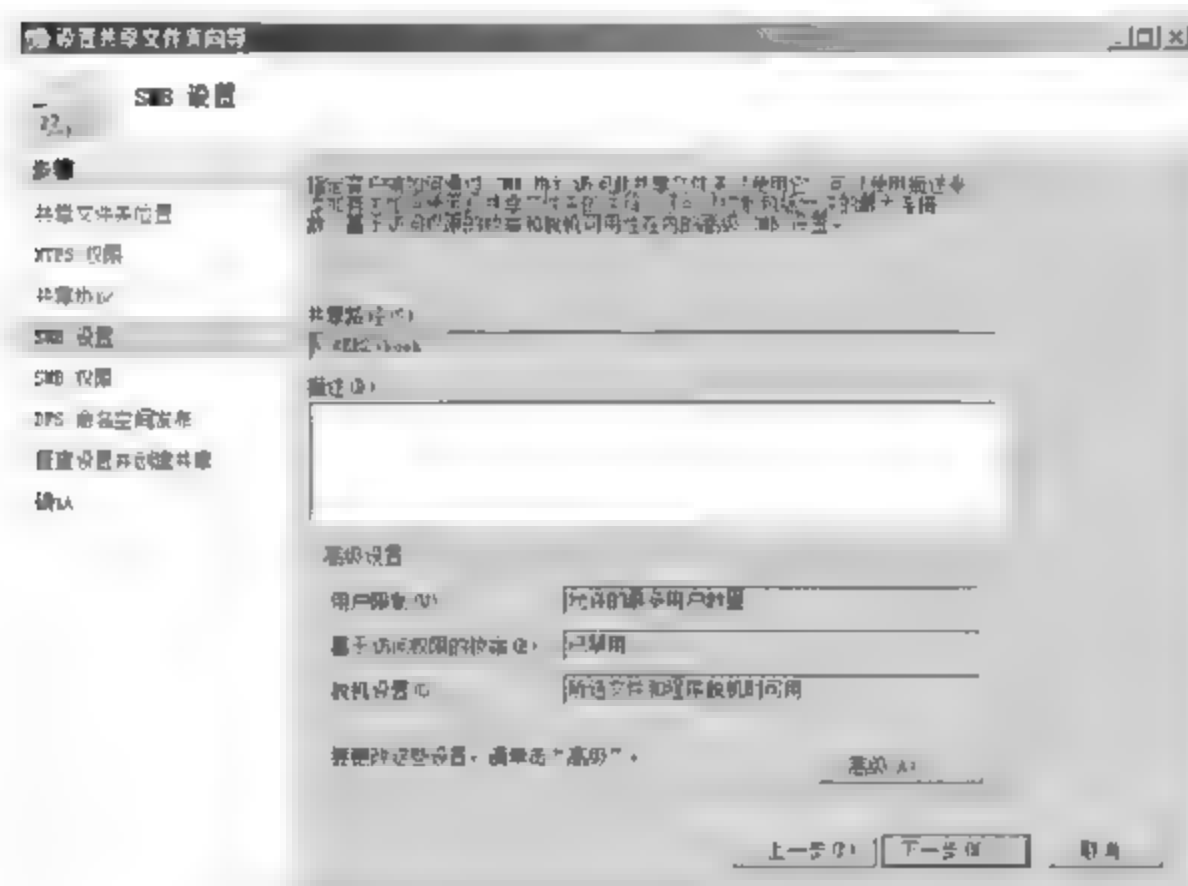 设置共享文件夹向导
SMB 设置
步骤
共享文件夹位置
NTFS 权限
共享协议
SMB 设置
SMB 权限
DFS 命名空间发布
复查设置并创建共享
确认
共享路径(S)
描述(D)
高级设置
用户限制(U)
允许的最多用户数量
基于访问权限的枚举(E)
已禁用
脱机设置(O)
所选文件和程序脱机时可用
要更改这些设置，请单击“高级”。
高级(A)
上一步(P)
下一步(N)
取消